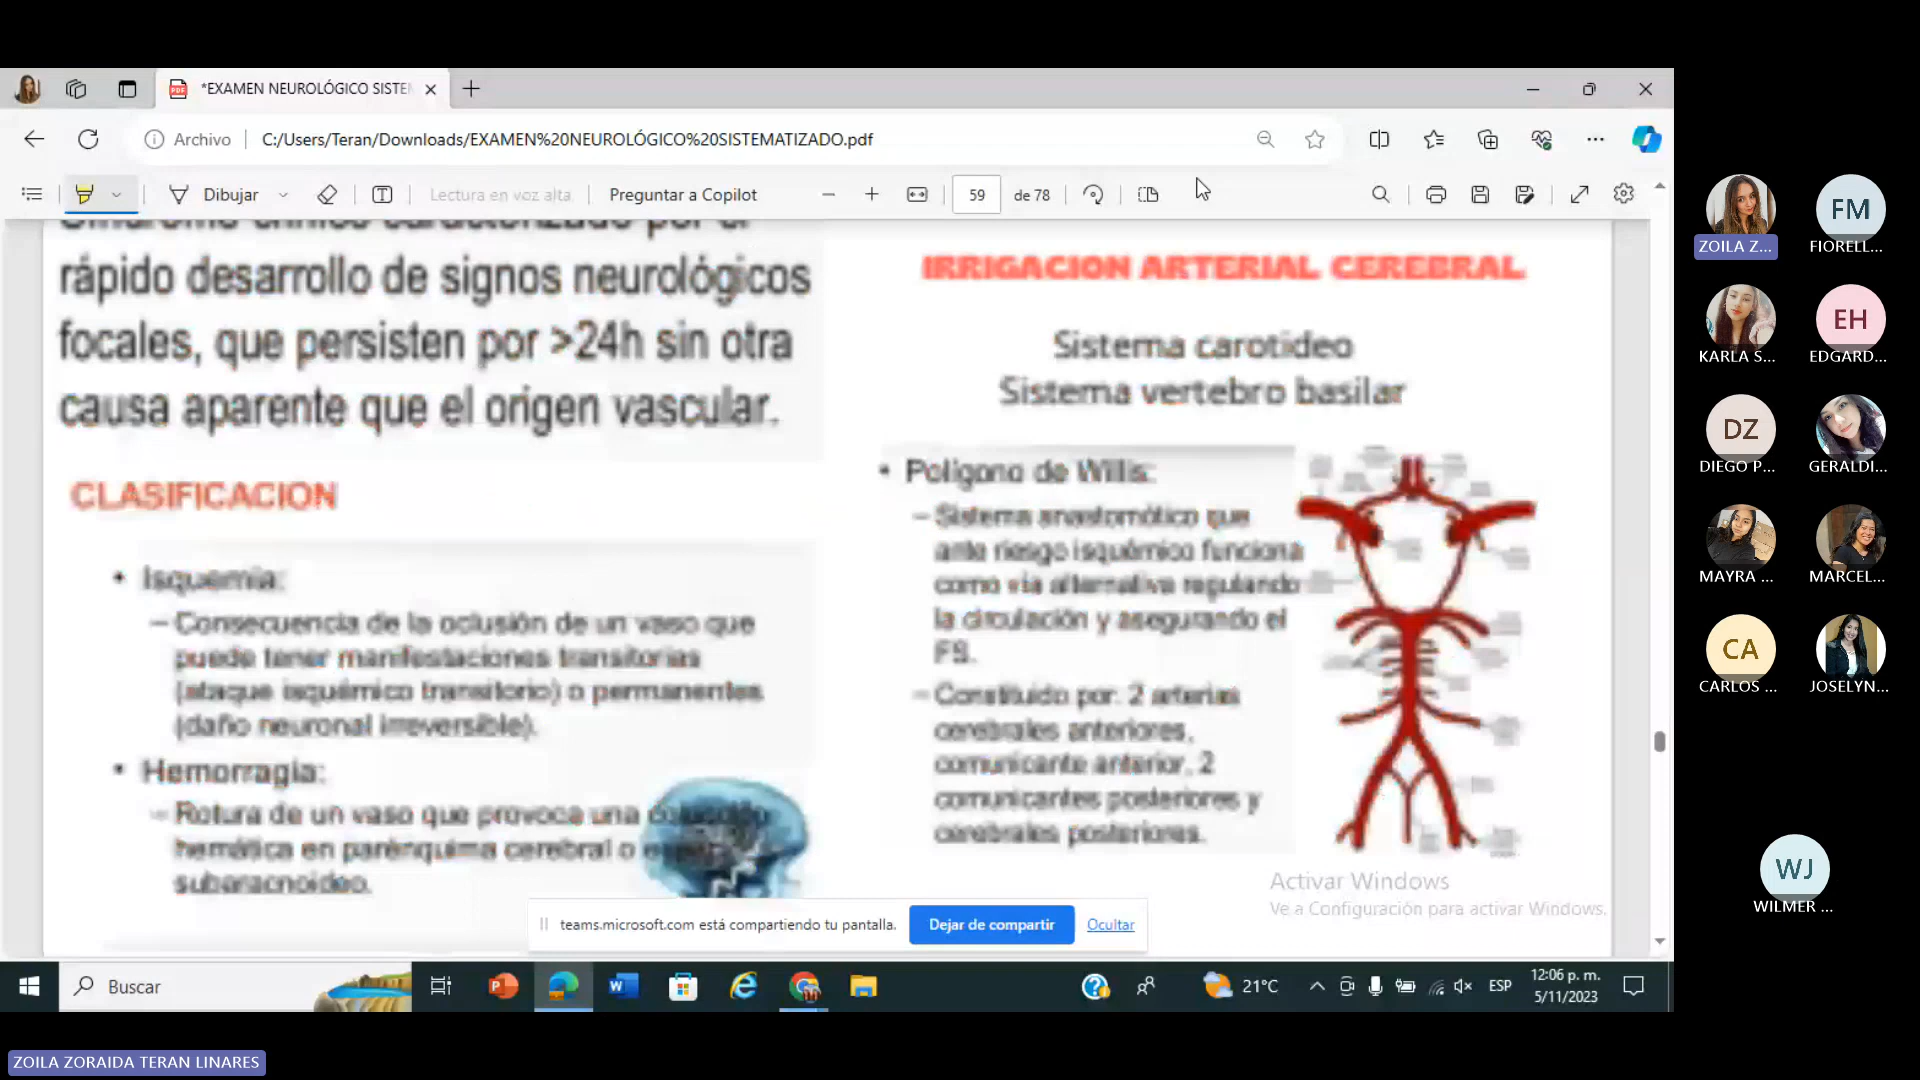 *EXAMEN NEUROLÓGICO SISTE
Archivo
C:/Users/Teran/Downloads/EXAMEN%20NEUROLÓGICO%20SISTEMATIZADO.pdf
Dibujar
Lectura en voz alta
Preguntar a Copilot
59
de 78
rápido desarrollo de signos neurológicos
focales, que persisten por >24h sin otra
causa aparente que el origen vascular.
CLASIFICACION
• Isquemia:
– Consecuencia de la oclusión de un vaso que
puede tener manifestaciones transitorias
(ataque isquémico transitorio) o permanentes
(daño neuronal irreversible).
• Hemorragia:
– Rotura de un vaso que provoca una
hemática en parénquima cerebral o
subaracnoideo.
IRRIGACION ARTERIAL CEREBRAL
Sistema carotideo
Sistema vertebro basilar
• Polígono de Willis:
– Sistema anastomótico que
ante riesgo isquémico funciona
como vía alternativa regulando
la circulación y asegurando el
FS.
– Constituido por: 2 arterias
cerebrales anteriores,
comunicante anterior, 2
comunicantes posteriores y
cerebrales posteriores.
Activar Windows
Ve a Configuración para activar Windows.
teams.microsoft.com está compartiendo tu pantalla.
Dejar de compartir
Ocultar
Buscar
21°C
ESP
12:06 p. m.
5/11/2023
ZOILA Z...
FM
FIORELL...
KARLA S...
EH
EDGARD...
DZ
DIEGO P...
GERALDI...
MAYRA ...
MARCEL...
CA
CARLOS ...
JOSELYN...
WJ
WILMER ...
ZOILA ZORAIDA TERAN LINARES